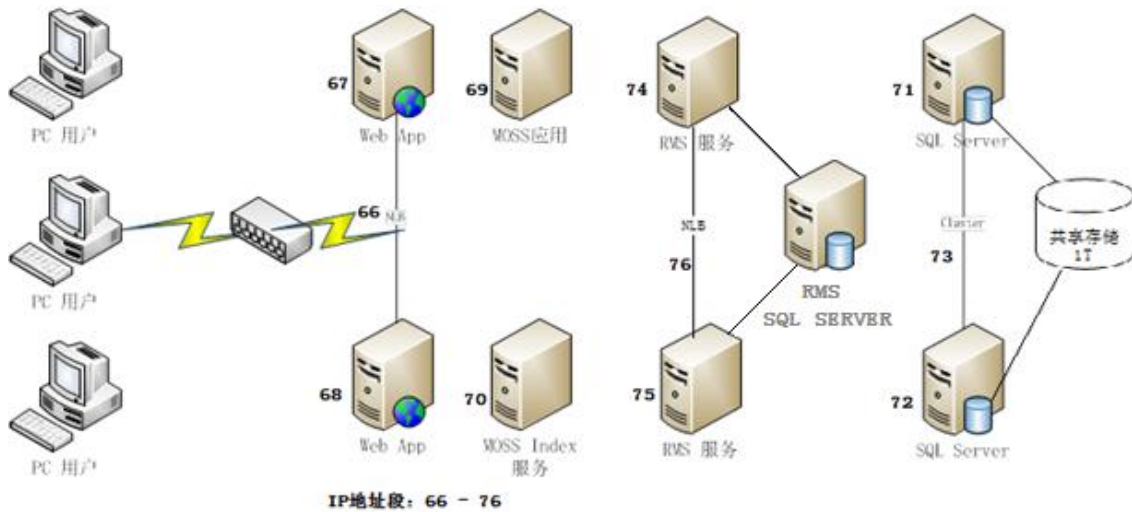 67
69
74
71
PC 用户
Web App
MOSS应用
RMS 服务
SQL Server
66
NLB
NLB
76
Cluster
73
共享存储
1T
PC 用户
RMS
SQL SERVER
68
70
75
72
PC 用户
Web App
MOSS Index
服务
RMS 服务
SQL Server
IP地址段: 66 - 76